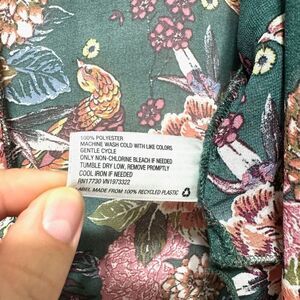 100% POLYESTER
MACHINE WASH COLD WITH LIKE COLORS
GENTLE CYCLE
ONLY NON-CHLORINE BLEACH IF NEEDED
TUMBLE DRY LOW, REMOVE PROMPTLY
COOL IRON IF NEEDED
RN17730 VN1973322
LABEL MADE FROM 100% RECYCLED PLASTIC